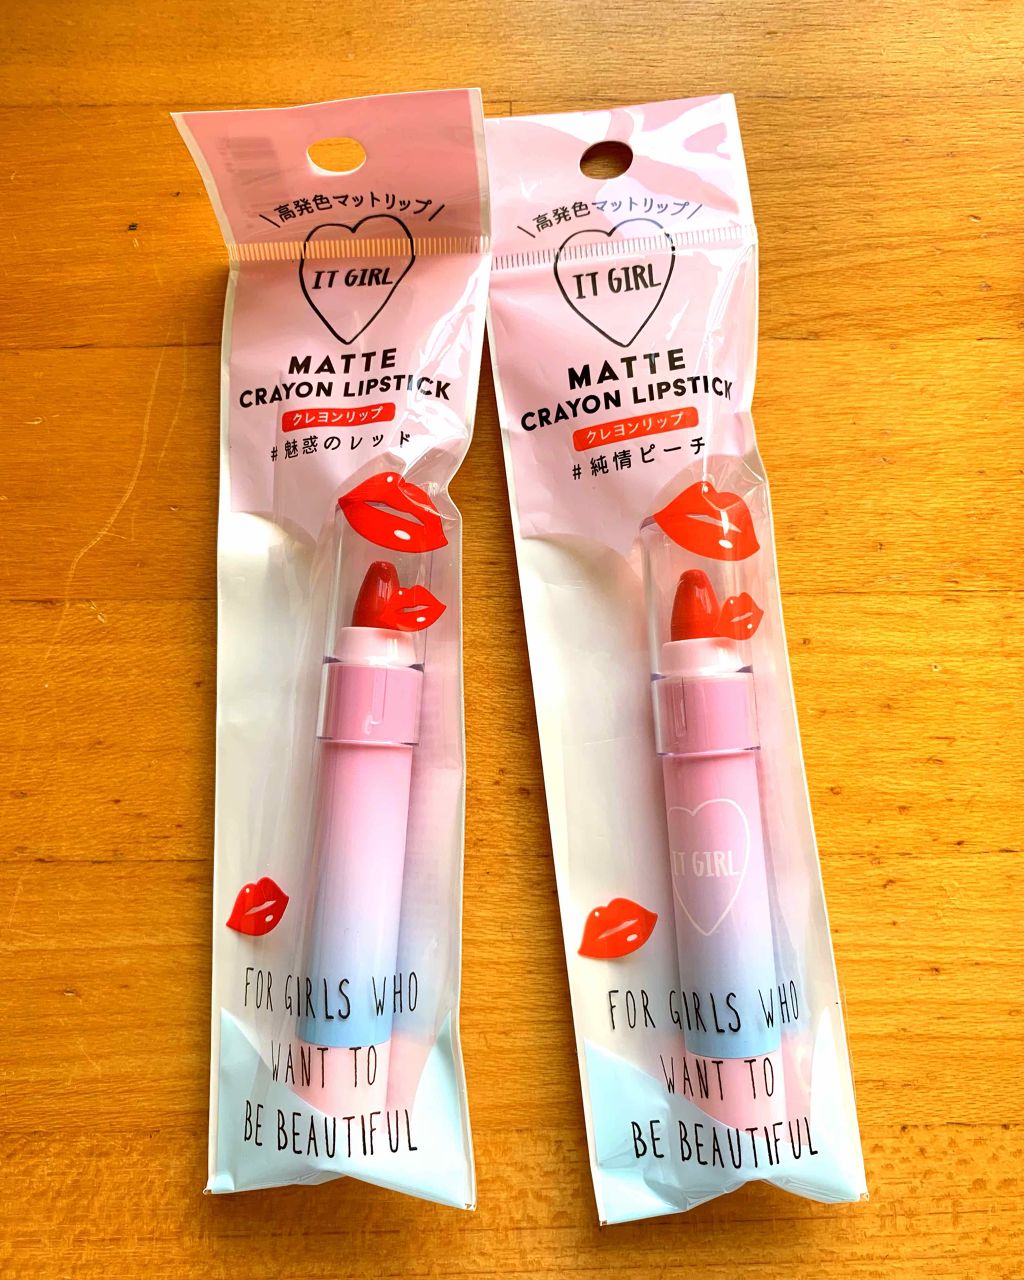 \高発色マットリップ/
IT GIRL
MATTE
CRAYON LIPSTICK
クレヨンリップ
#魅惑のレッド
FOR GIRLS WHO
WANT TO
BE BEAUTIFUL
\高発色マットリップ/
IT GIRL
MATTE
CRAYON LIPSTICK
クレヨンリップ
#純情ピーチ
IT GIRL
FOR GIRLS WHO
WANT TO
BE BEAUTIFUL